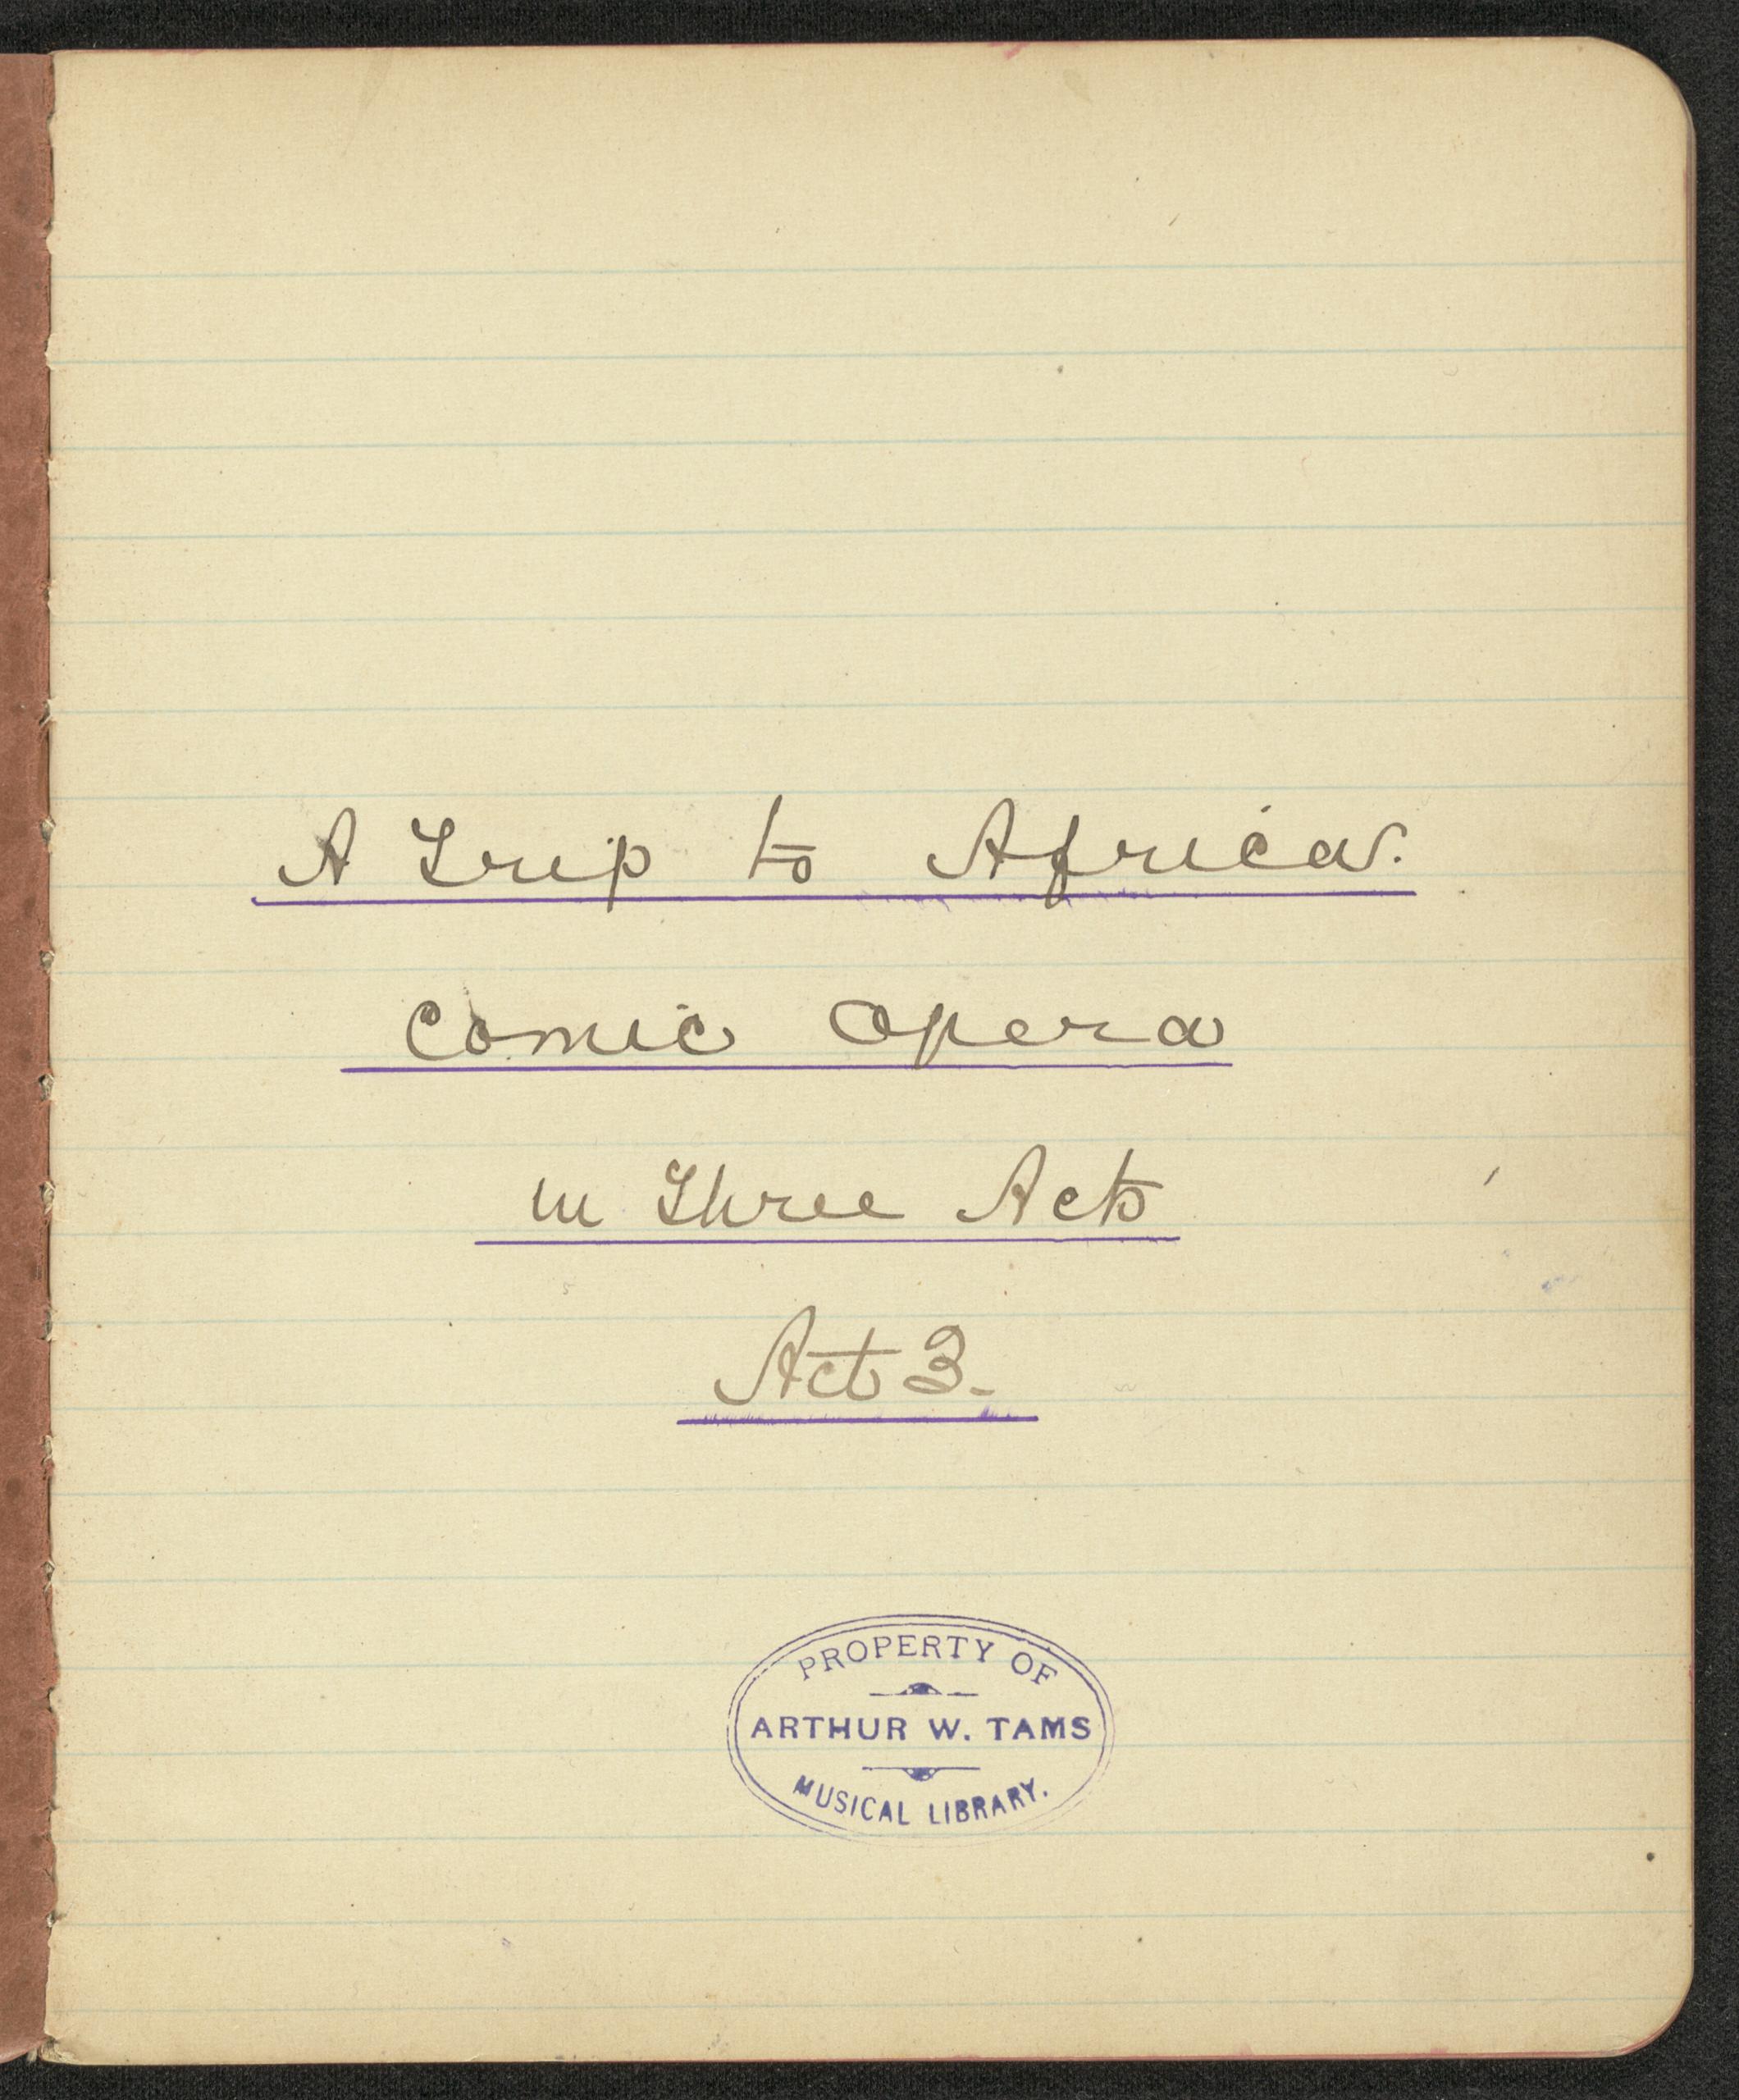 A Trip to Africa.
Comic Opera
in Three Acts
Act 3.
PROPERTY OF
ARTHUR W. TAMS
MUSICAL LIBRARY.